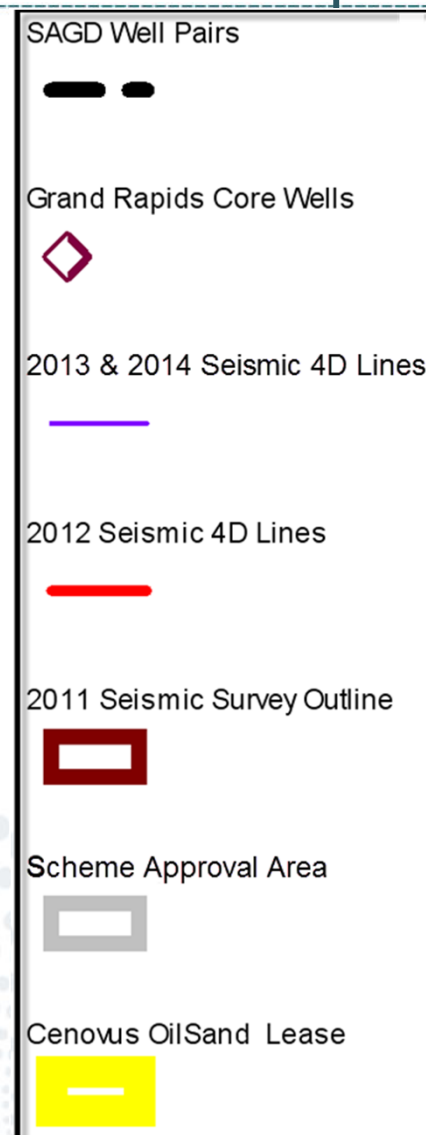 SAGD Well Pairs
Grand Rapids Core Wells
2013 & 2014 Seismic 4D Lines
2012 Seismic 4D Lines
2011 Seismic Survey Outline
Scheme Approval Area
Cenovus OilSand Lease